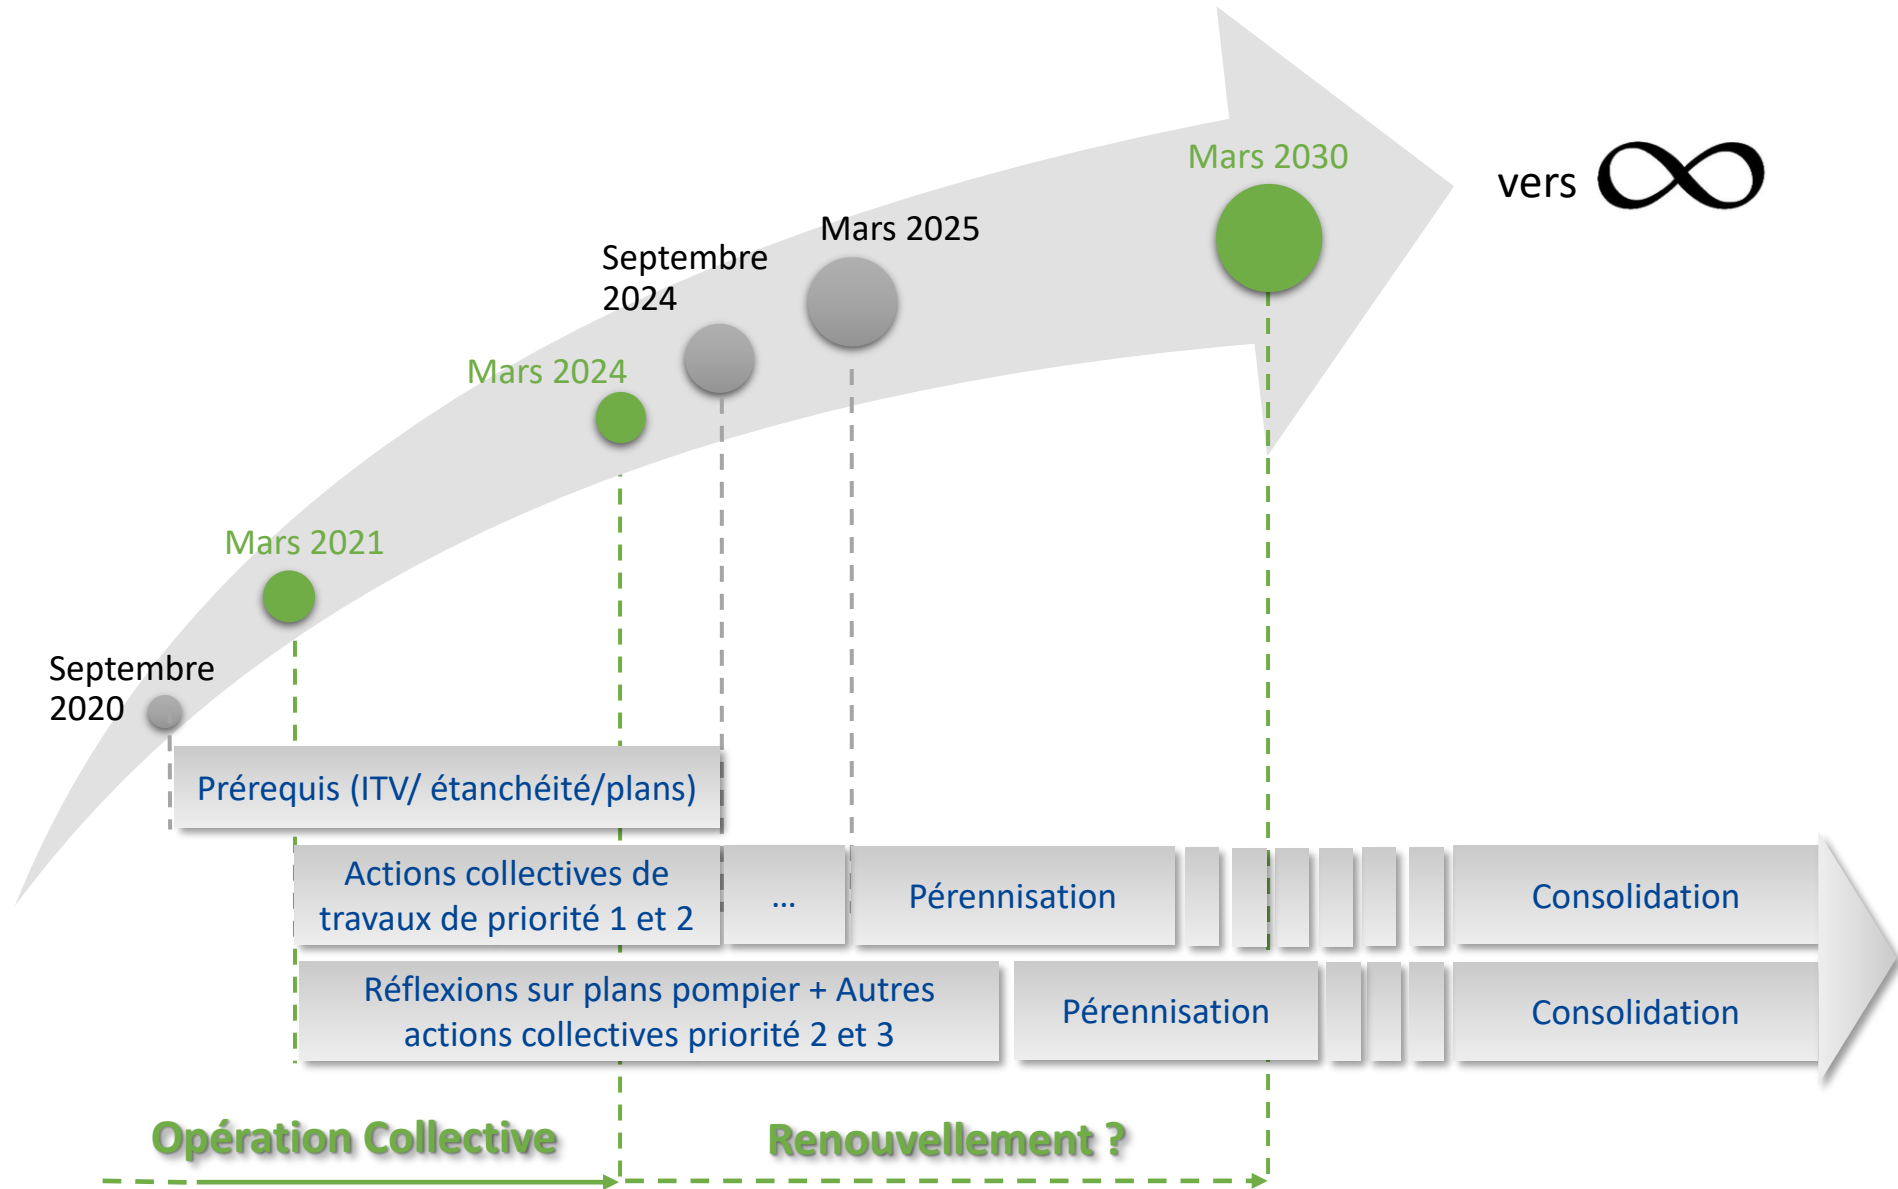 Mars 2030
vers ∞
Mars 2025
Septembre
2024
Mars 2024
Mars 2021
Septembre
2020
Prérequis (ITV/ étanchéité/plans)
Actions collectives de
travaux de priorité 1 et 2
...
Pérennisation
Consolidation
Réflexions sur plans pompier + Autres
actions collectives priorité 2 et 3
Pérennisation
Consolidation
Opération Collective
Renouvellement ?